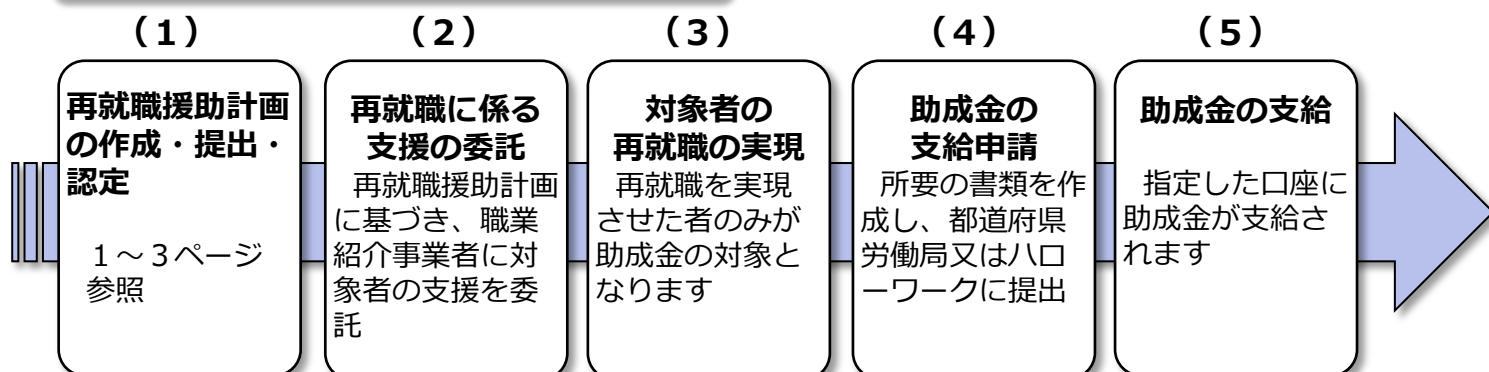 （１）
（２）
（３）
（４）
（５）
再就職援助計画
の作成・提出・
認定
１～３ページ
参照
再就職に係る
支援の委託
再就職援助計画
に基づき、職業
紹介事業者に対
象者の支援を委
託
対象者の
再就職の実現
再就職を実現
させた者のみが
助成金の対象と
なります
助成金の
支給申請
所要の書類を作
成し、都道府県
労働局又はハロ
ーワークに提出
助成金の支給
指定した口座に
助成金が支給さ
れます